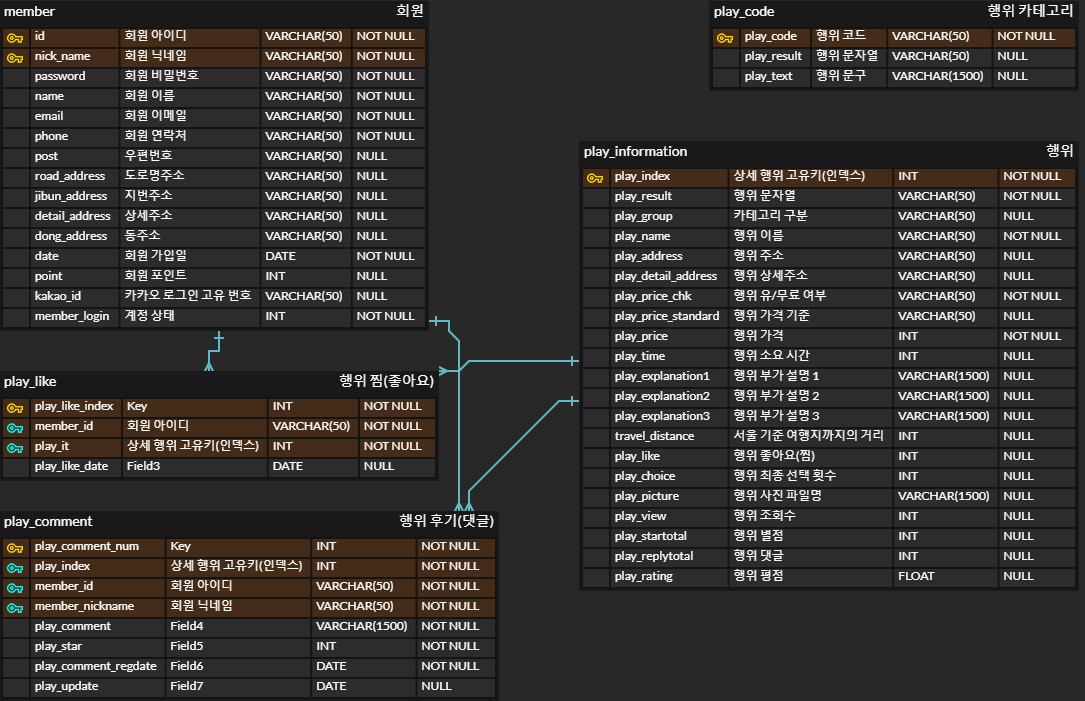 member 회원
id 회원 아이디 VARCHAR(50) NOT NULL
nick_name 회원 닉네임 VARCHAR(50) NOT NULL
password 회원 비밀번호 VARCHAR(50) NOT NULL
name 회원 이름 VARCHAR(50) NOT NULL
email 회원 이메일 VARCHAR(50) NOT NULL
phone 회원 연락처 VARCHAR(50) NOT NULL
post 우편번호 VARCHAR(50) NULL
road_address 도로명주소 VARCHAR(50) NULL
jibun_address 지번주소 VARCHAR(50) NULL
detail_address 상세주소 VARCHAR(50) NULL
dong_address 동주소 VARCHAR(50) NULL
date 회원 가입일 DATE NOT NULL
point 회원 포인트 INT NULL
kakao_id 카카오 로그인 고유 번호 VARCHAR(50) NULL
member_login 계정 상태 INT NOT NULL
play_code 행위 카테고리
play_code 행위 코드 VARCHAR(50) NOT NULL
play_result 행위 문자열 VARCHAR(50) NULL
play_text 행위 문구 VARCHAR(1500) NULL
play_information 행위
play_index 상세 행위 고유키(인덱스) INT NOT NULL
play_result 행위 문자열 VARCHAR(50) NOT NULL
play_group 카테고리 구분 VARCHAR(50) NULL
play_name 행위 이름 VARCHAR(50) NOT NULL
play_address 행위 주소 VARCHAR(50) NULL
play_detail_address 행위 상세주소 VARCHAR(50) NULL
play_price_chk 행위 유/무료 여부 VARCHAR(50) NOT NULL
play_price_standard 행위 가격 기준 VARCHAR(50) NULL
play_price 행위 가격 INT NOT NULL
play_time 행위 소요 시간 INT NULL
play_explanation1 행위 부가 설명 1 VARCHAR(1500) NULL
play_explanation2 행위 부가 설명 2 VARCHAR(1500) NULL
play_explanation3 행위 부가 설명 3 VARCHAR(1500) NULL
travel_distance 서울 기준 여행지까지의 거리 INT NULL
play_like 행위 좋아요(찜) INT NULL
play_choice 행위 최종 선택 횟수 INT NULL
play_picture 행위 사진 파일명 VARCHAR(1500) NULL
play_view 행위 조회수 INT NULL
play_startotal 행위 별점 INT NULL
play_replytotal 행위 댓글 INT NULL
play_rating 행위 평점 FLOAT NULL
play_like 행위 찜(좋아요)
play_like_index Key INT NOT NULL
member_id 회원 아이디 VARCHAR(50) NOT NULL
play_it 상세 행위 고유키(인덱스) INT NOT NULL
play_like_date Field3 DATE NULL
play_comment 행위 후기(댓글)
play_comment_num Key INT NOT NULL
play_index 상세 행위 고유키(인덱스) INT NOT NULL
member_id 회원 아이디 VARCHAR(50) NOT NULL
member_nickname 회원 닉네임 VARCHAR(50) NOT NULL
play_comment Field4 VARCHAR(1500) NOT NULL
play_star Field5 INT NOT NULL
play_comment_regdate Field6 DATE NOT NULL
play_update Field7 DATE NULL